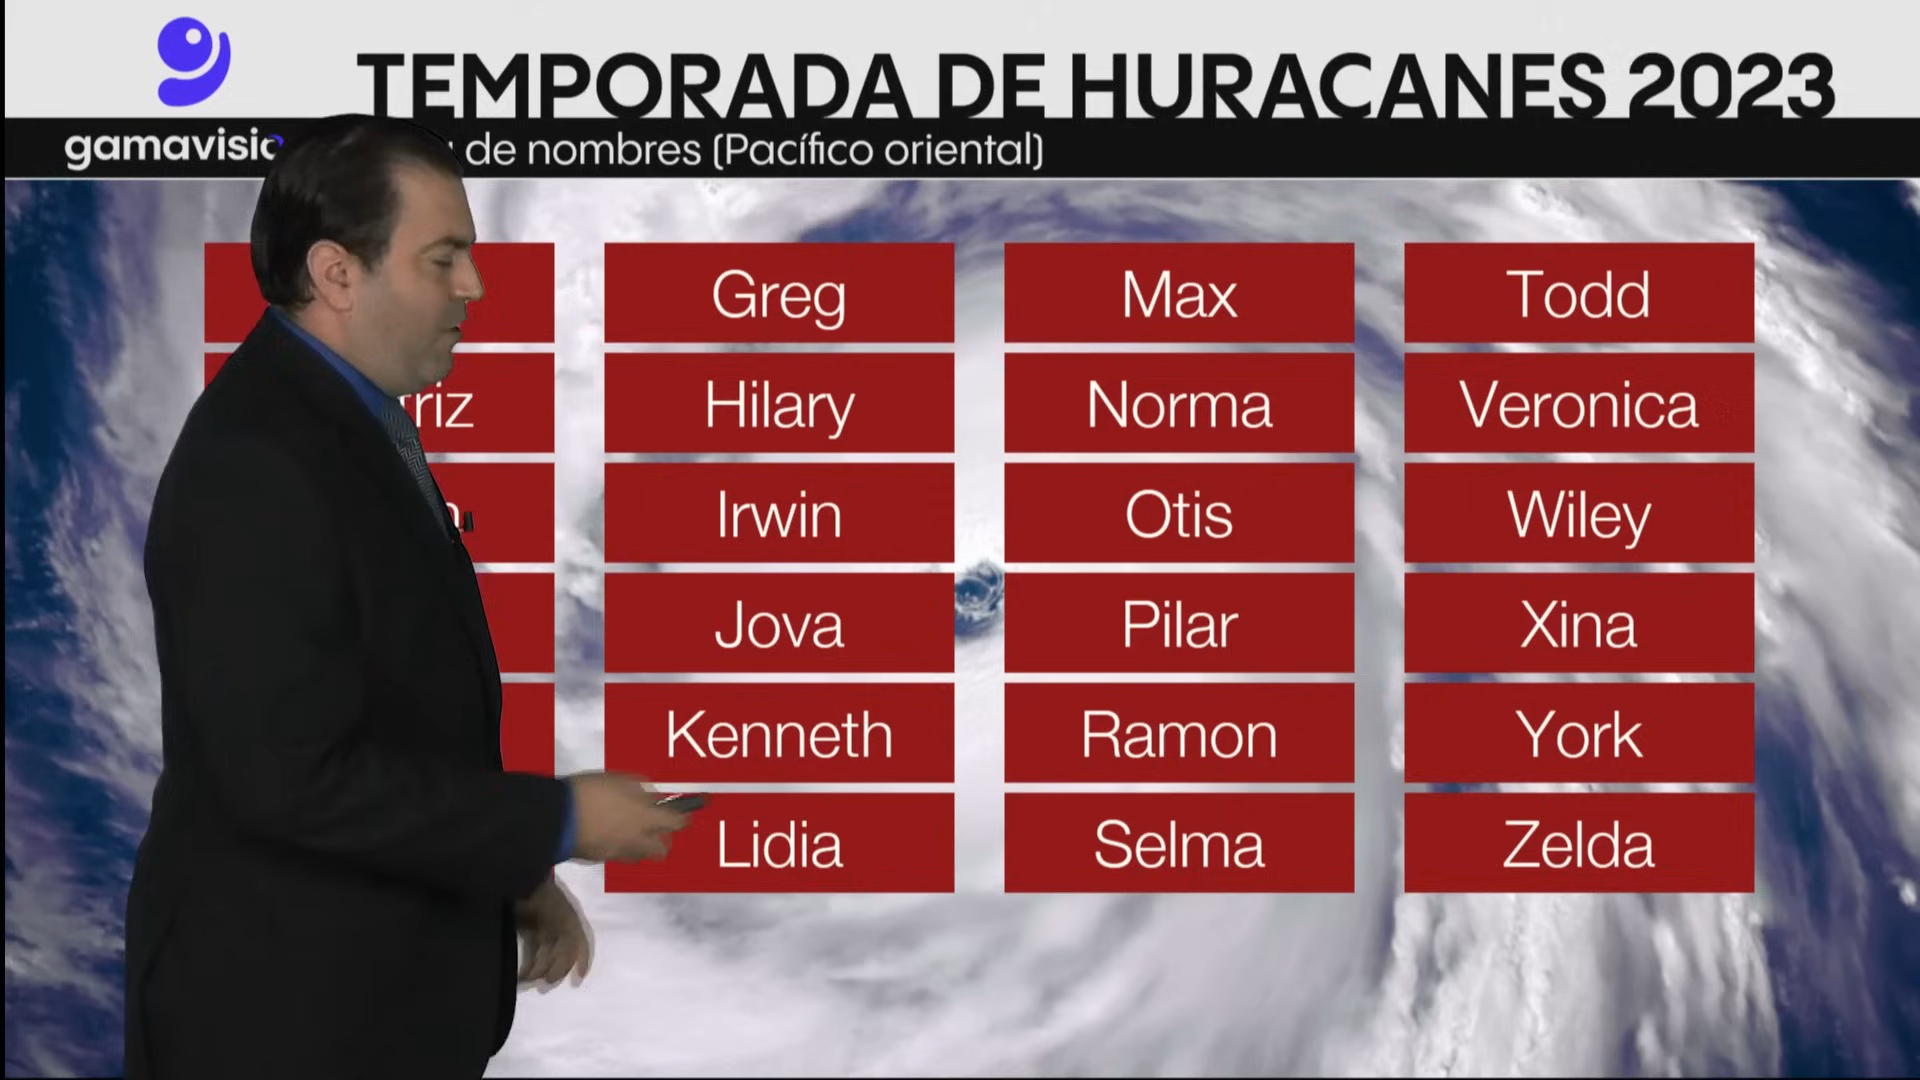 TEMPORADA DE HURACANES 2023
gamavisic
de nombres (Pacífico oriental)
Greg
Max
Todd
riz
Hilary
Norma
Veronica
Irwin
Otis
Wiley
Jova
Pilar
Xina
Kenneth
Ramon
York
Lidia
Selma
Zelda